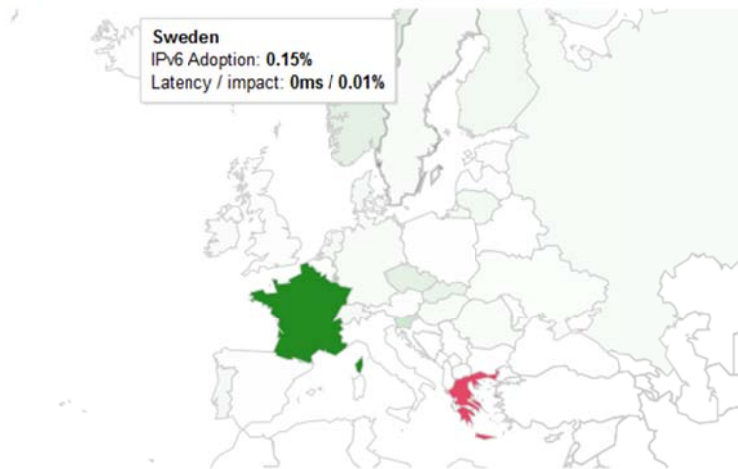 Sweden
IPv6 Adoption: 0.15%
Latency / impact: 0ms / 0.01%